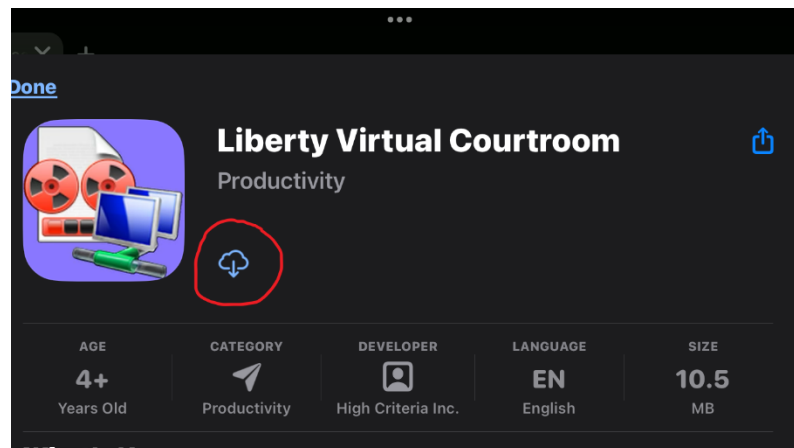 Done
Liberty Virtual Courtroom
Productivity
AGE
CATEGORY
DEVELOPER
LANGUAGE
SIZE
4+
EN
10.5
Years Old
Productivity
High Criteria Inc.
English
MB